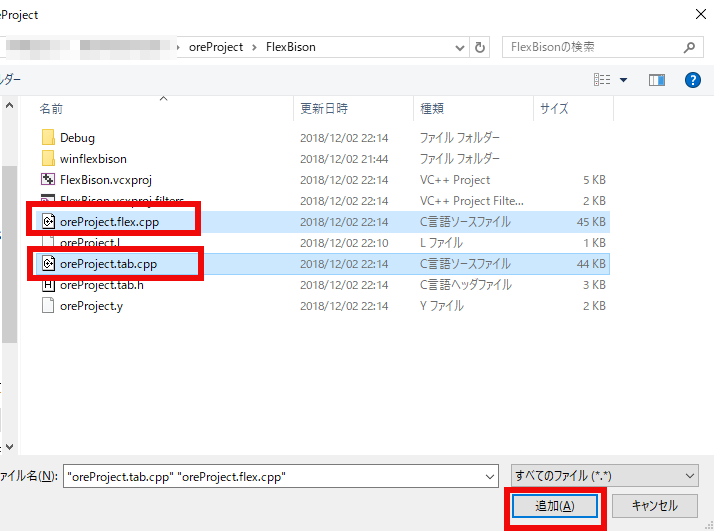 eProject
oreProject > FlexBison
FlexBisonの検索
ルダー
名前 更新日時 種類 サイズ
Debug 2018/12/02 22:14 ファイル フォルダー
winflexbison 2018/12/02 21:44 ファイル フォルダー
FlexBison.vcxproj 2018/12/02 22:14 VC++ Project 5 KB
FlexBison.vcxproj.filters 2018/12/02 22:14 VC++ Project Filte... 2 KB
oreProject.flex.cpp 2018/12/02 22:14 C言語ソースファイル 45 KB
oreProject.l 2018/12/02 22:10 L ファイル 1 KB
oreProject.tab.cpp 2018/12/02 22:14 C言語ソースファイル 44 KB
oreProject.tab.h 2018/12/02 22:14 C言語ヘッダファイル 3 KB
oreProject.y 2018/12/02 22:14 Y ファイル 2 KB
ァイル名(N): "oreProject.tab.cpp" "oreProject.flex.cpp" すべてのファイル (*.*)
追加(A) キャンセル